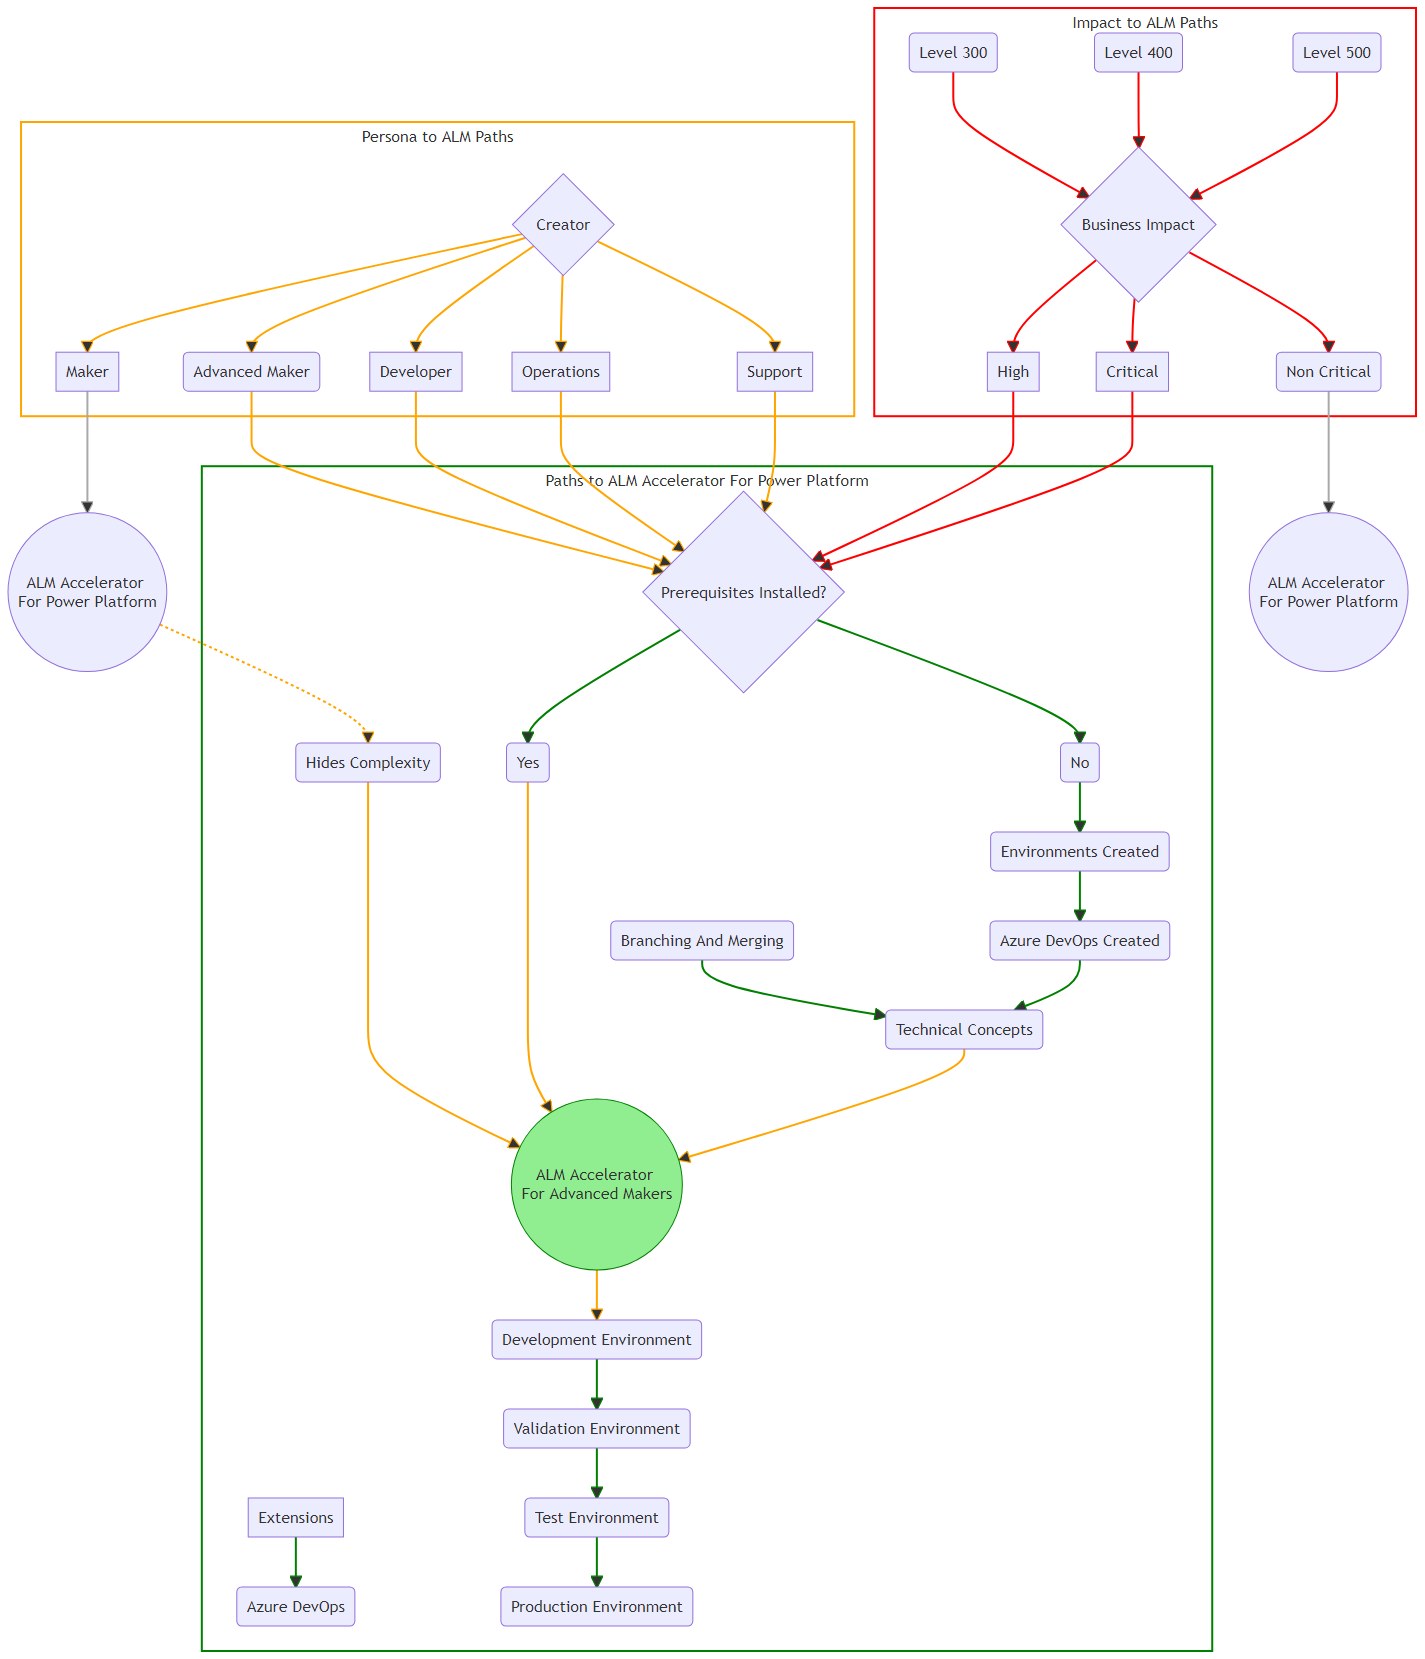 Impact to ALM Paths
Level 300
Level 400
Level 500
Persona to ALM Paths
Creator
Business Impact
Maker
Advanced Maker
Developer
Operations
Support
High
Critical
Non Critical
Paths to ALM Accelerator For Power Platform
ALM Accelerator
For Power Platform
Prerequisites Installed?
ALM Accelerator
For Power Platform
Hides Complexity
Yes
No
Environments Created
Branching And Merging
Azure DevOps Created
Technical Concepts
ALM Accelerator
For Advanced Makers
Development Environment
Validation Environment
Extensions
Test Environment
Azure DevOps
Production Environment